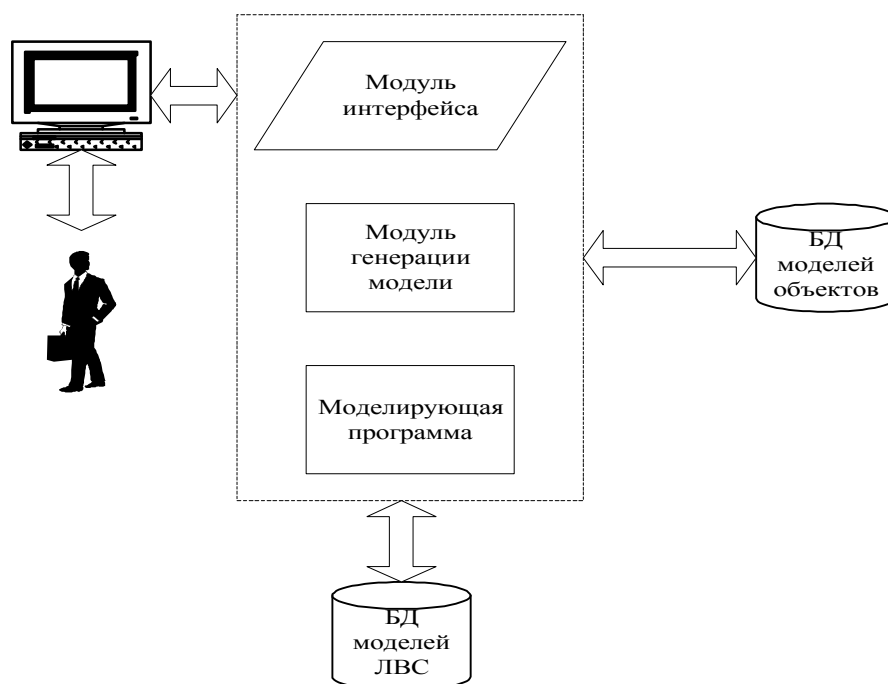 Модуль
интерфейса
Модуль
генерации
модели
БД
моделей
объектов
Моделирующая
программа
БД
моделей
ЛВС